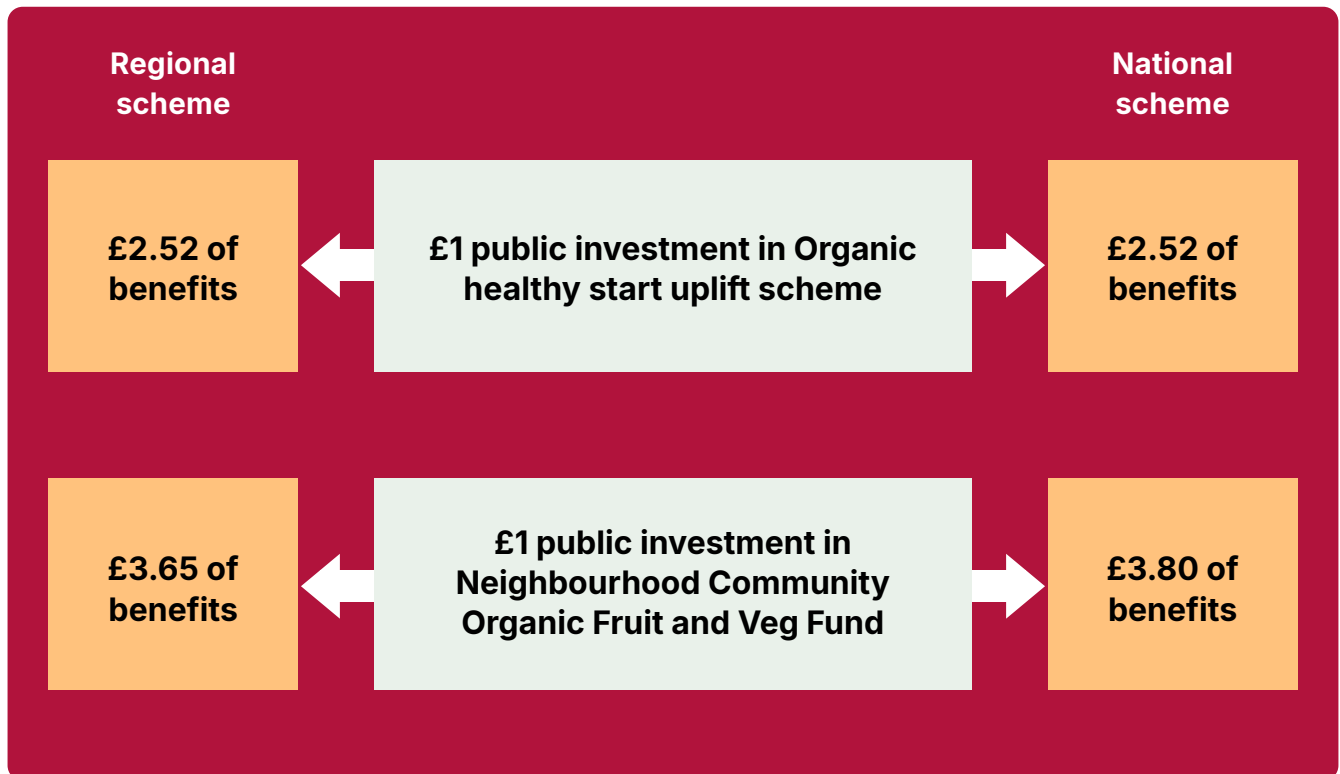 Regional
scheme
National
scheme
£2.52 of
benefits
£1 public investment in Organic
healthy start uplift scheme
£2.52 of
benefits
£3.65 of
benefits
£1 public investment in
Neighbourhood Community
Organic Fruit and Veg Fund
£3.80 of
benefits